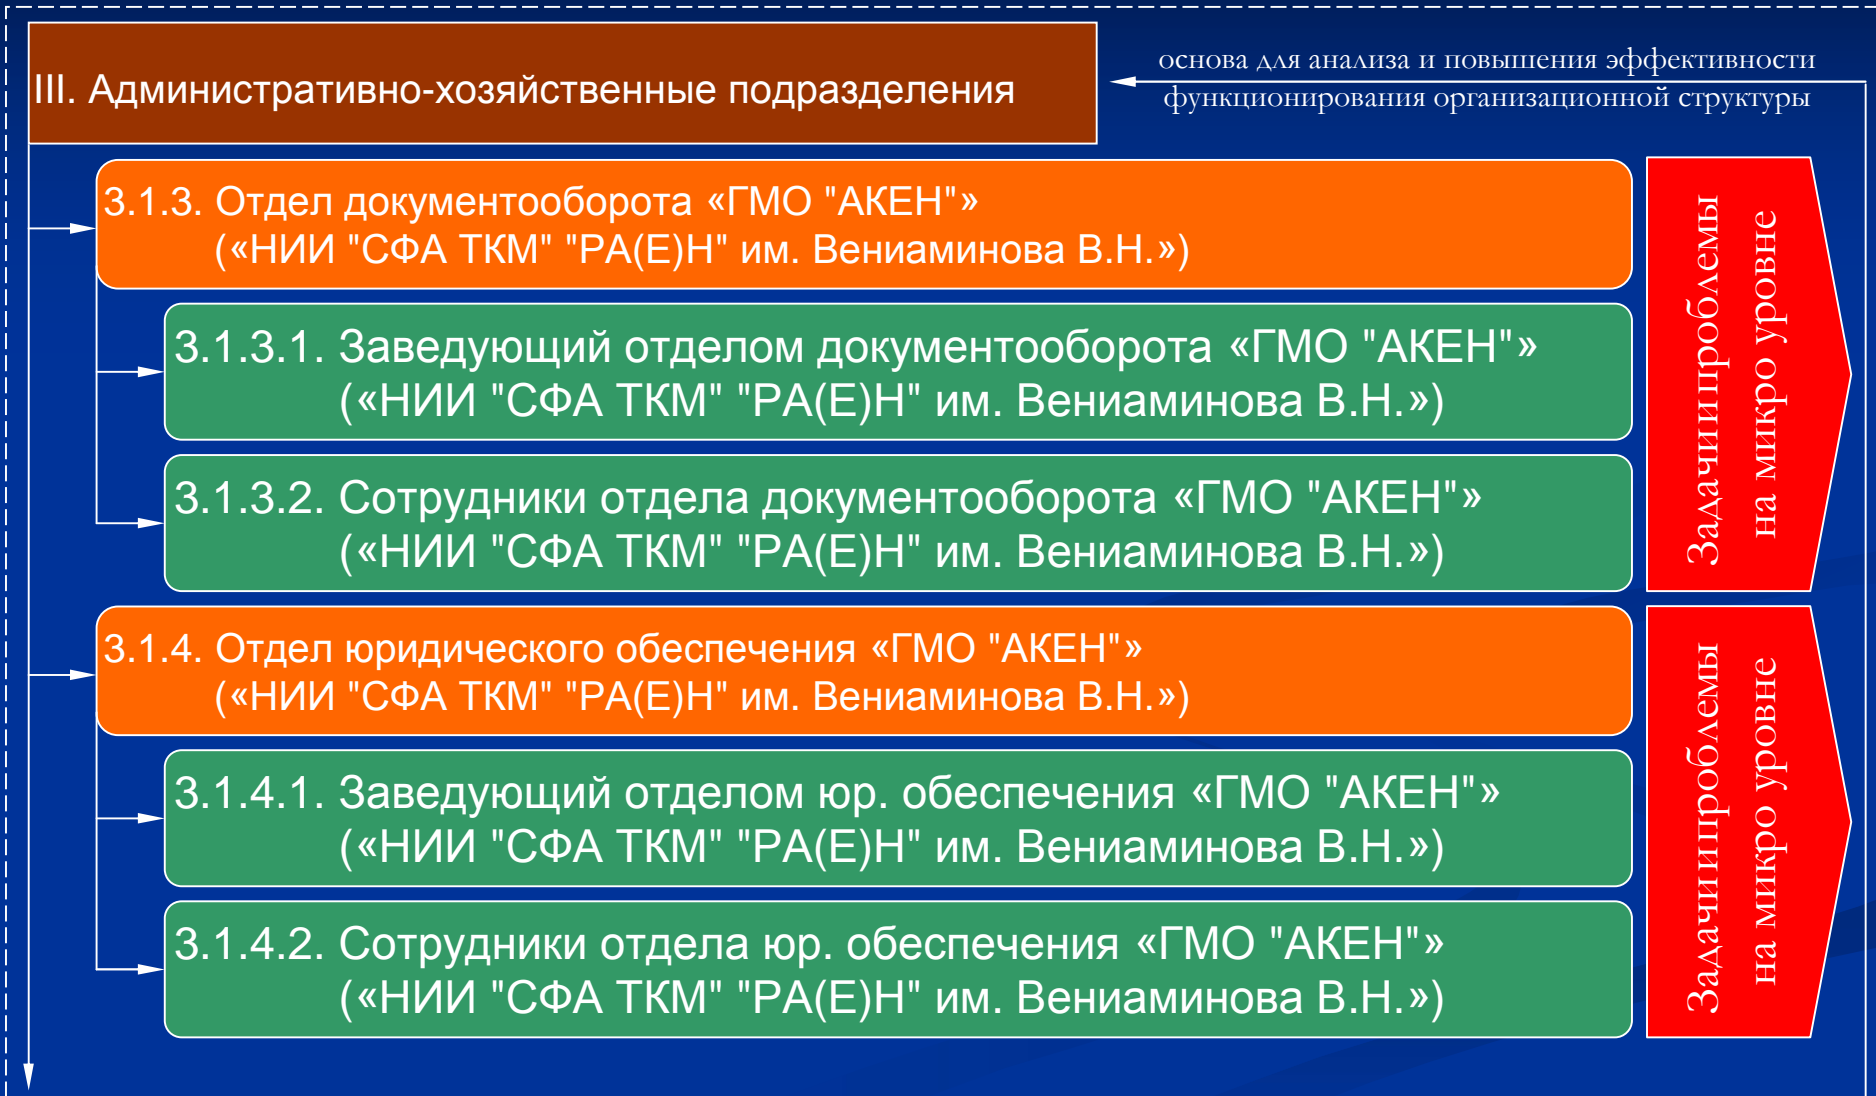 III. Административно-хозяйственные подразделения
основа для анализа и повышения эффективности
функционирования организационной структуры
3.1.3. Отдел документооборота «ГМО "АКЕН"»
(«НИИ "СФА ТКМ" "РА(Е)Н" им. Вениаминова В.Н.»)
3.1.3.1. Заведующий отделом документооборота «ГМО "АКЕН"»
(«НИИ "СФА ТКМ" "РА(Е)Н" им. Вениаминова В.Н.»)
3.1.3.2. Сотрудники отдела документооборота «ГМО "АКЕН"»
(«НИИ "СФА ТКМ" "РА(Е)Н" им. Вениаминова В.Н.»)
Задачи и проблемы
на микро уровне
3.1.4. Отдел юридического обеспечения «ГМО "АКЕН"»
(«НИИ "СФА ТКМ" "РА(Е)Н" им. Вениаминова В.Н.»)
3.1.4.1. Заведующий отделом юр. обеспечения «ГМО "АКЕН"»
(«НИИ "СФА ТКМ" "РА(Е)Н" им. Вениаминова В.Н.»)
3.1.4.2. Сотрудники отдела юр. обеспечения «ГМО "АКЕН"»
(«НИИ "СФА ТКМ" "РА(Е)Н" им. Вениаминова В.Н.»)
Задачи и проблемы
на микро уровне